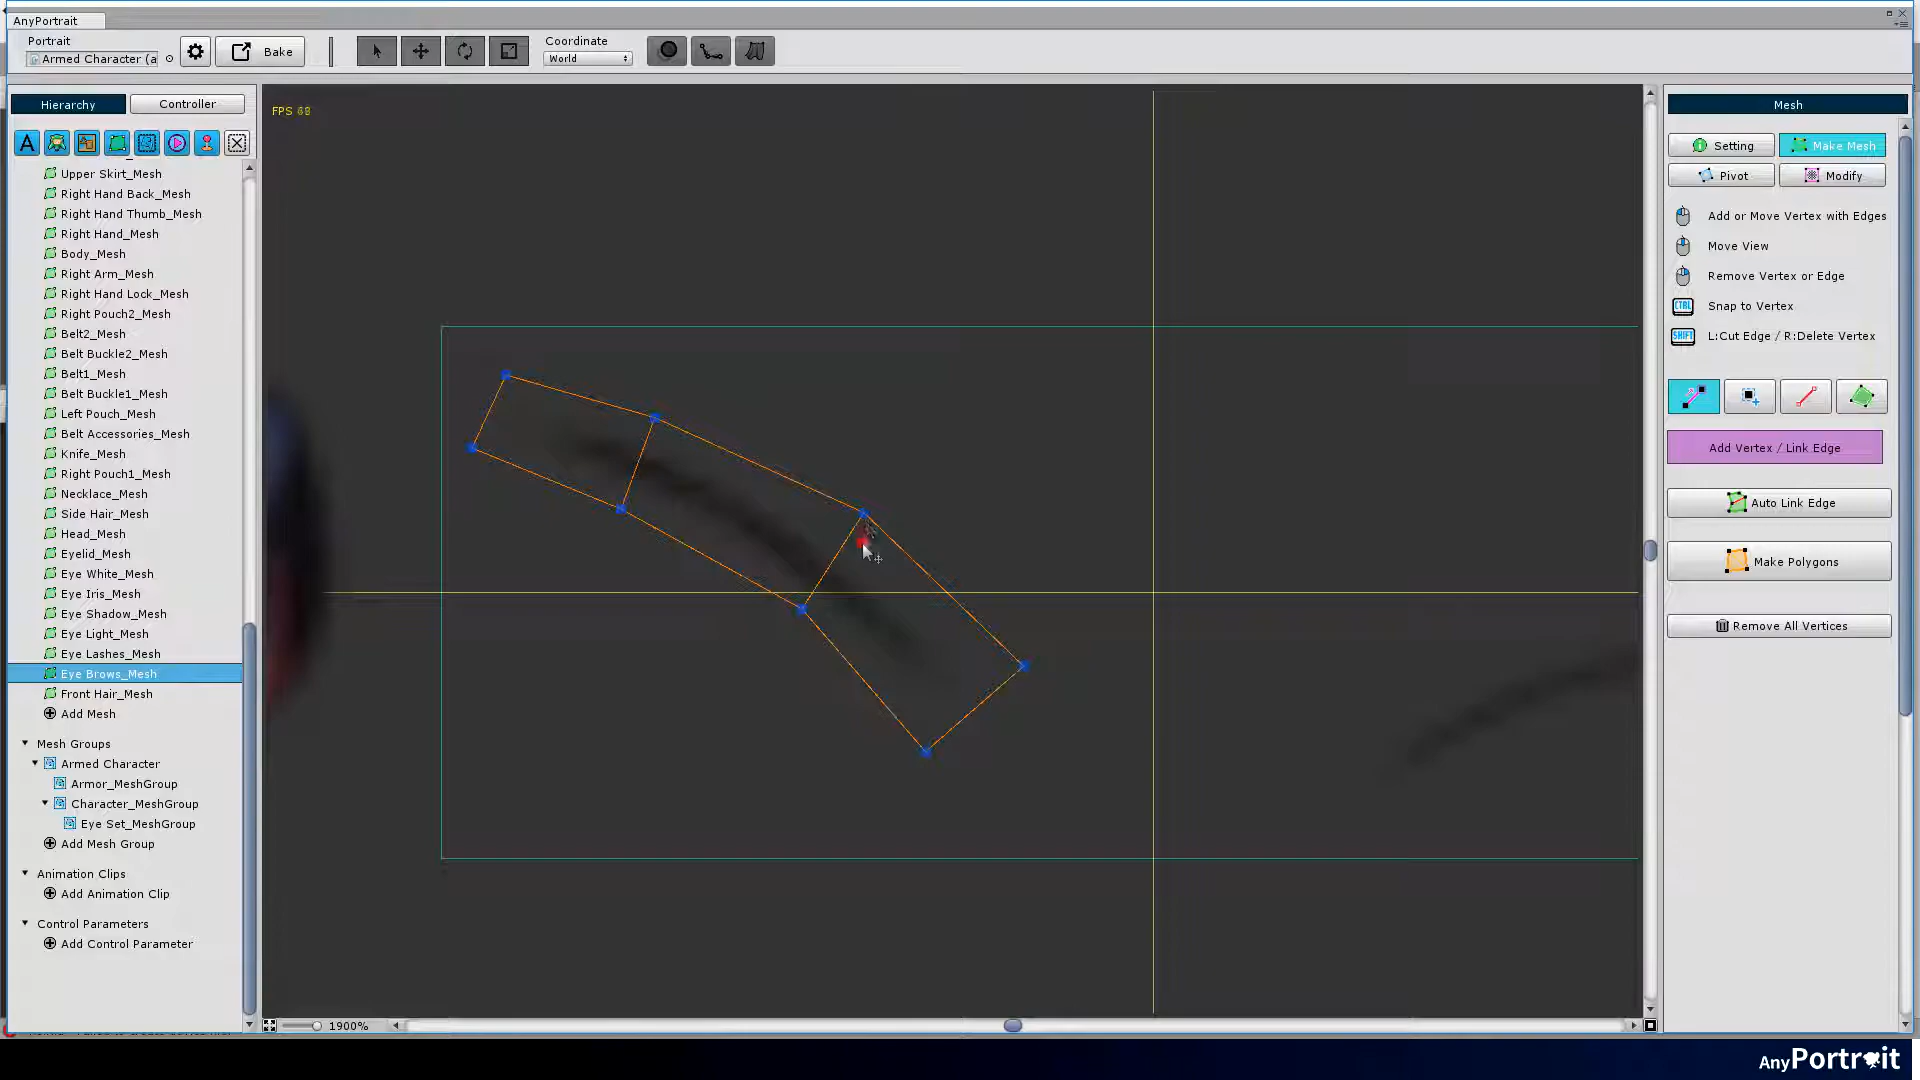 AnyPortrait
Portrait
Armed Character (a
Bake
Coordinate
World
Hierarchy
Controller
Upper Skirt_Mesh
Right Hand Back_Mesh
Right Hand Thumb_Mesh
Right Hand_Mesh
Body_Mesh
Right Arm_Mesh
Right Hand Lock_Mesh
Right Pouch2_Mesh
Belt2_Mesh
Belt Buckle2_Mesh
Belt1_Mesh
Belt Buckle1_Mesh
Left Pouch_Mesh
Belt Accessories_Mesh
Knife_Mesh
Right Pouch1_Mesh
Necklace_Mesh
Side Hair_Mesh
Head_Mesh
Eyelid_Mesh
Eye White_Mesh
Eye Iris_Mesh
Eye Shadow_Mesh
Eye Light_Mesh
Eye Lashes_Mesh
Eye Brows_Mesh
Front Hair_Mesh
Add Mesh
Mesh Groups
Armed Character
Armor_MeshGroup
Character_MeshGroup
Eye Set_MeshGroup
Add Mesh Group
Animation Clips
Add Animation Clip
Control Parameters
Add Control Parameter
FPS 68
1900%
Mesh
Setting
Make Mesh
Pivot
Modify
Add or Move Vertex with Edges
Move View
Remove Vertex or Edge
CTRL
Snap to Vertex
SHIFT
L:Cut Edge / R:Delete Vertex
Add Vertex / Link Edge
Auto Link Edge
Make Polygons
Remove All Vertices
AnyPortrait